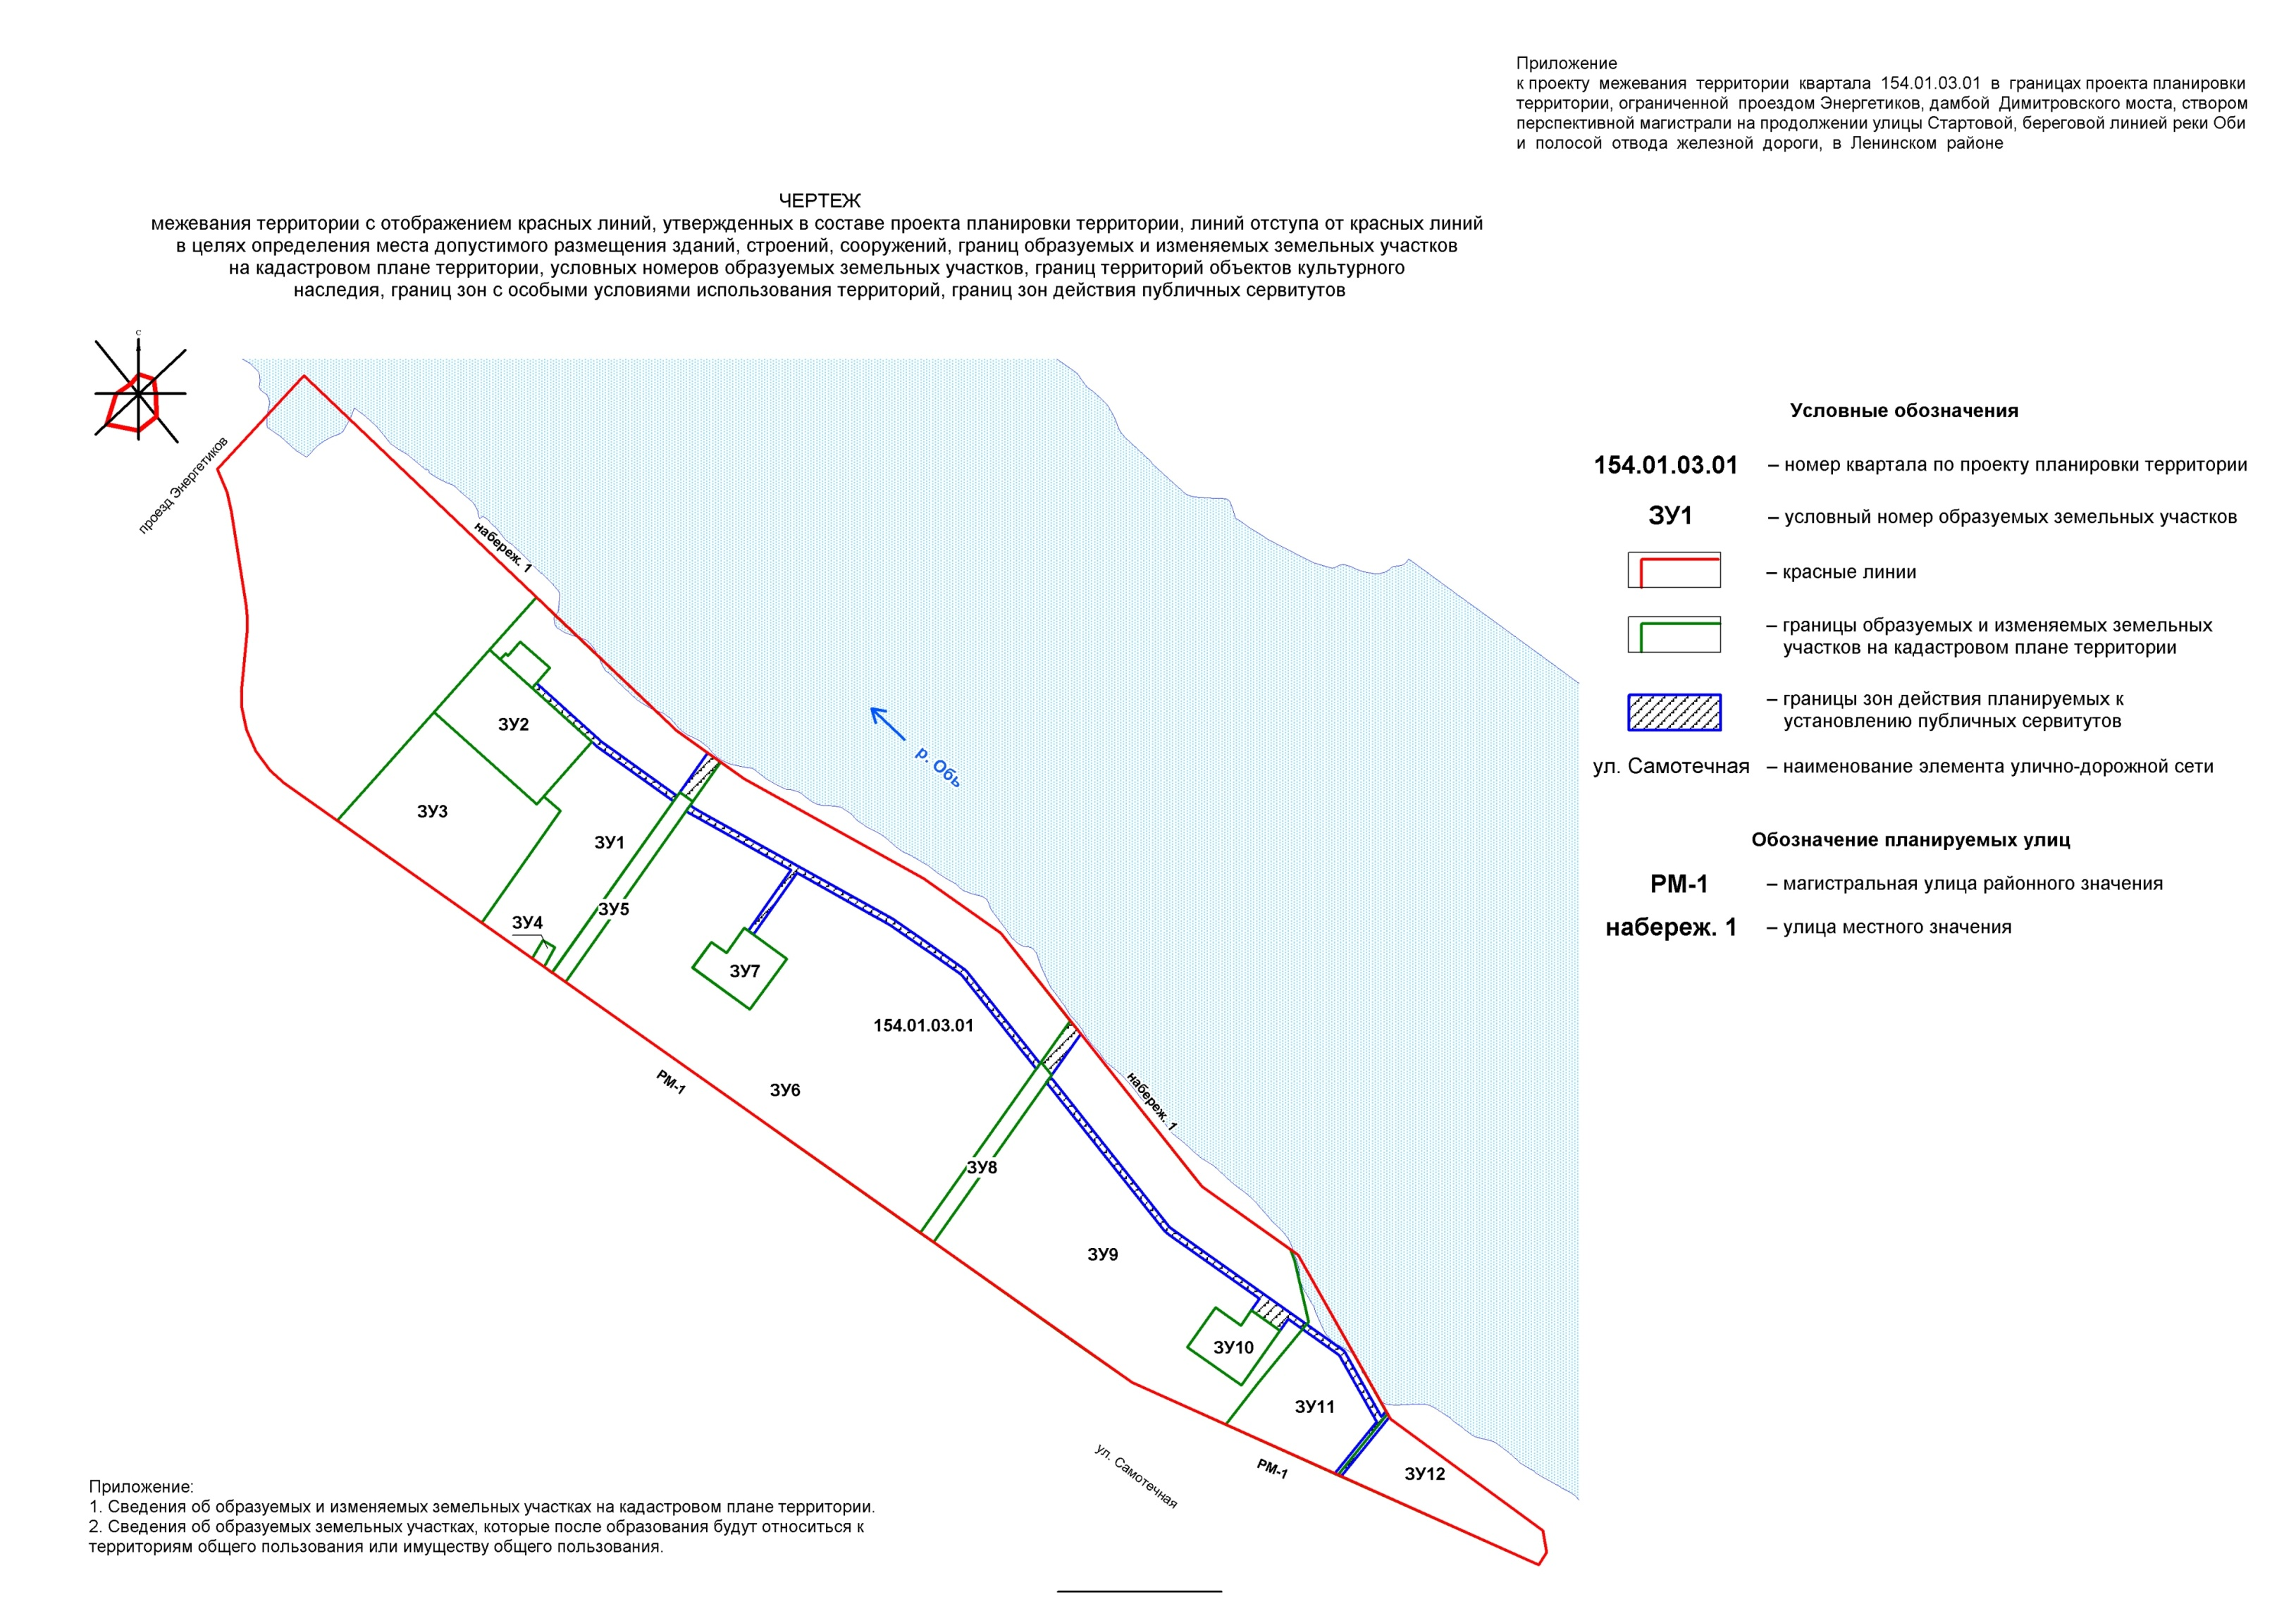 Приложение
к проекту межевания территории квартала 154.01.03.01 в границах проекта планировки
территории, ограниченной проездом Энергетиков, дамбой Димитровского моста, створом
перспективной магистрали на продолжении улицы Стартовой, береговой линией реки Оби
и полосой отвода железной дороги, в Ленинском районе
ЧЕРТЕЖ
межевания территории с отображением красных линий, утвержденных в составе проекта планировки территории, линий отступа от красных линий
в целях определения места допустимого размещения зданий, строений, сооружений, границ образуемых и изменяемых земельных участков
на кадастровом плане территории, условных номеров образуемых земельных участков, границ территорий объектов культурного
наследия, границ зон с особыми условиями использования территорий, границ зон действия публичных сервитутов
С
проезд Энергетиков
набереж. 1
ЗУ2
р. Обь
ЗУ3
ЗУ1
ЗУ5
ЗУ4
ЗУ7
154.01.03.01
РМ-1
ЗУ6
набереж. 1
ЗУ8
ЗУ9
ЗУ10
ЗУ11
ул. Самотечная
РМ-1
ЗУ12
Условные обозначения
154.01.03.01 – номер квартала по проекту планировки территории
ЗУ1 – условный номер образуемых земельных участков
– красные линии
– границы образуемых и изменяемых земельных
участков на кадастровом плане территории
– границы зон действия планируемых к
установлению публичных сервитутов
ул. Самотечная – наименование элемента улично-дорожной сети
Обозначение планируемых улиц
РМ-1 – магистральная улица районного значения
набереж. 1 – улица местного значения
Приложение:
1. Сведения об образуемых и изменяемых земельных участках на кадастровом плане территории.
2. Сведения об образуемых земельных участках, которые после образования будут относиться к
территориям общего пользования или имуществу общего пользования.